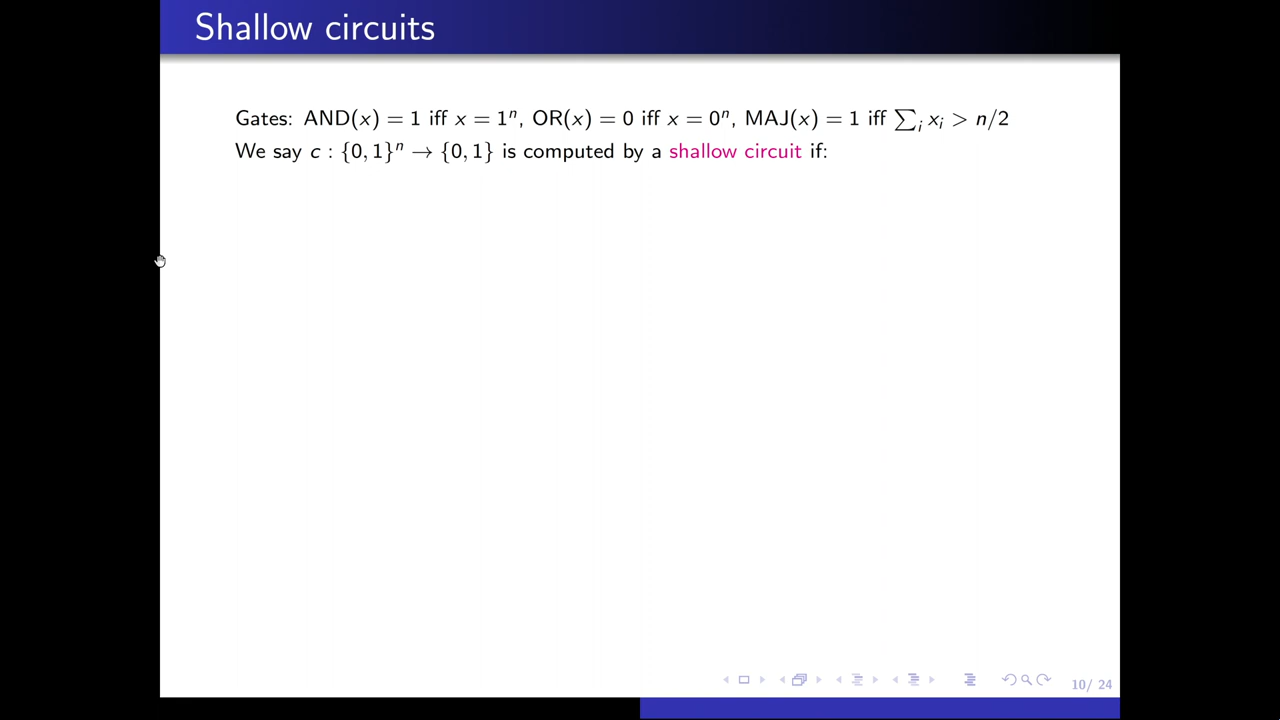 Shallow circuits
Gates: AND(x) = 1 iff x = 1ⁿ, OR(x) = 0 iff x = 0ⁿ, MAJ(x) = 1 iff ∑ᵢ xᵢ > n/2
We say c : {0, 1}ⁿ → {0, 1} is computed by a shallow circuit if:
10/ 24